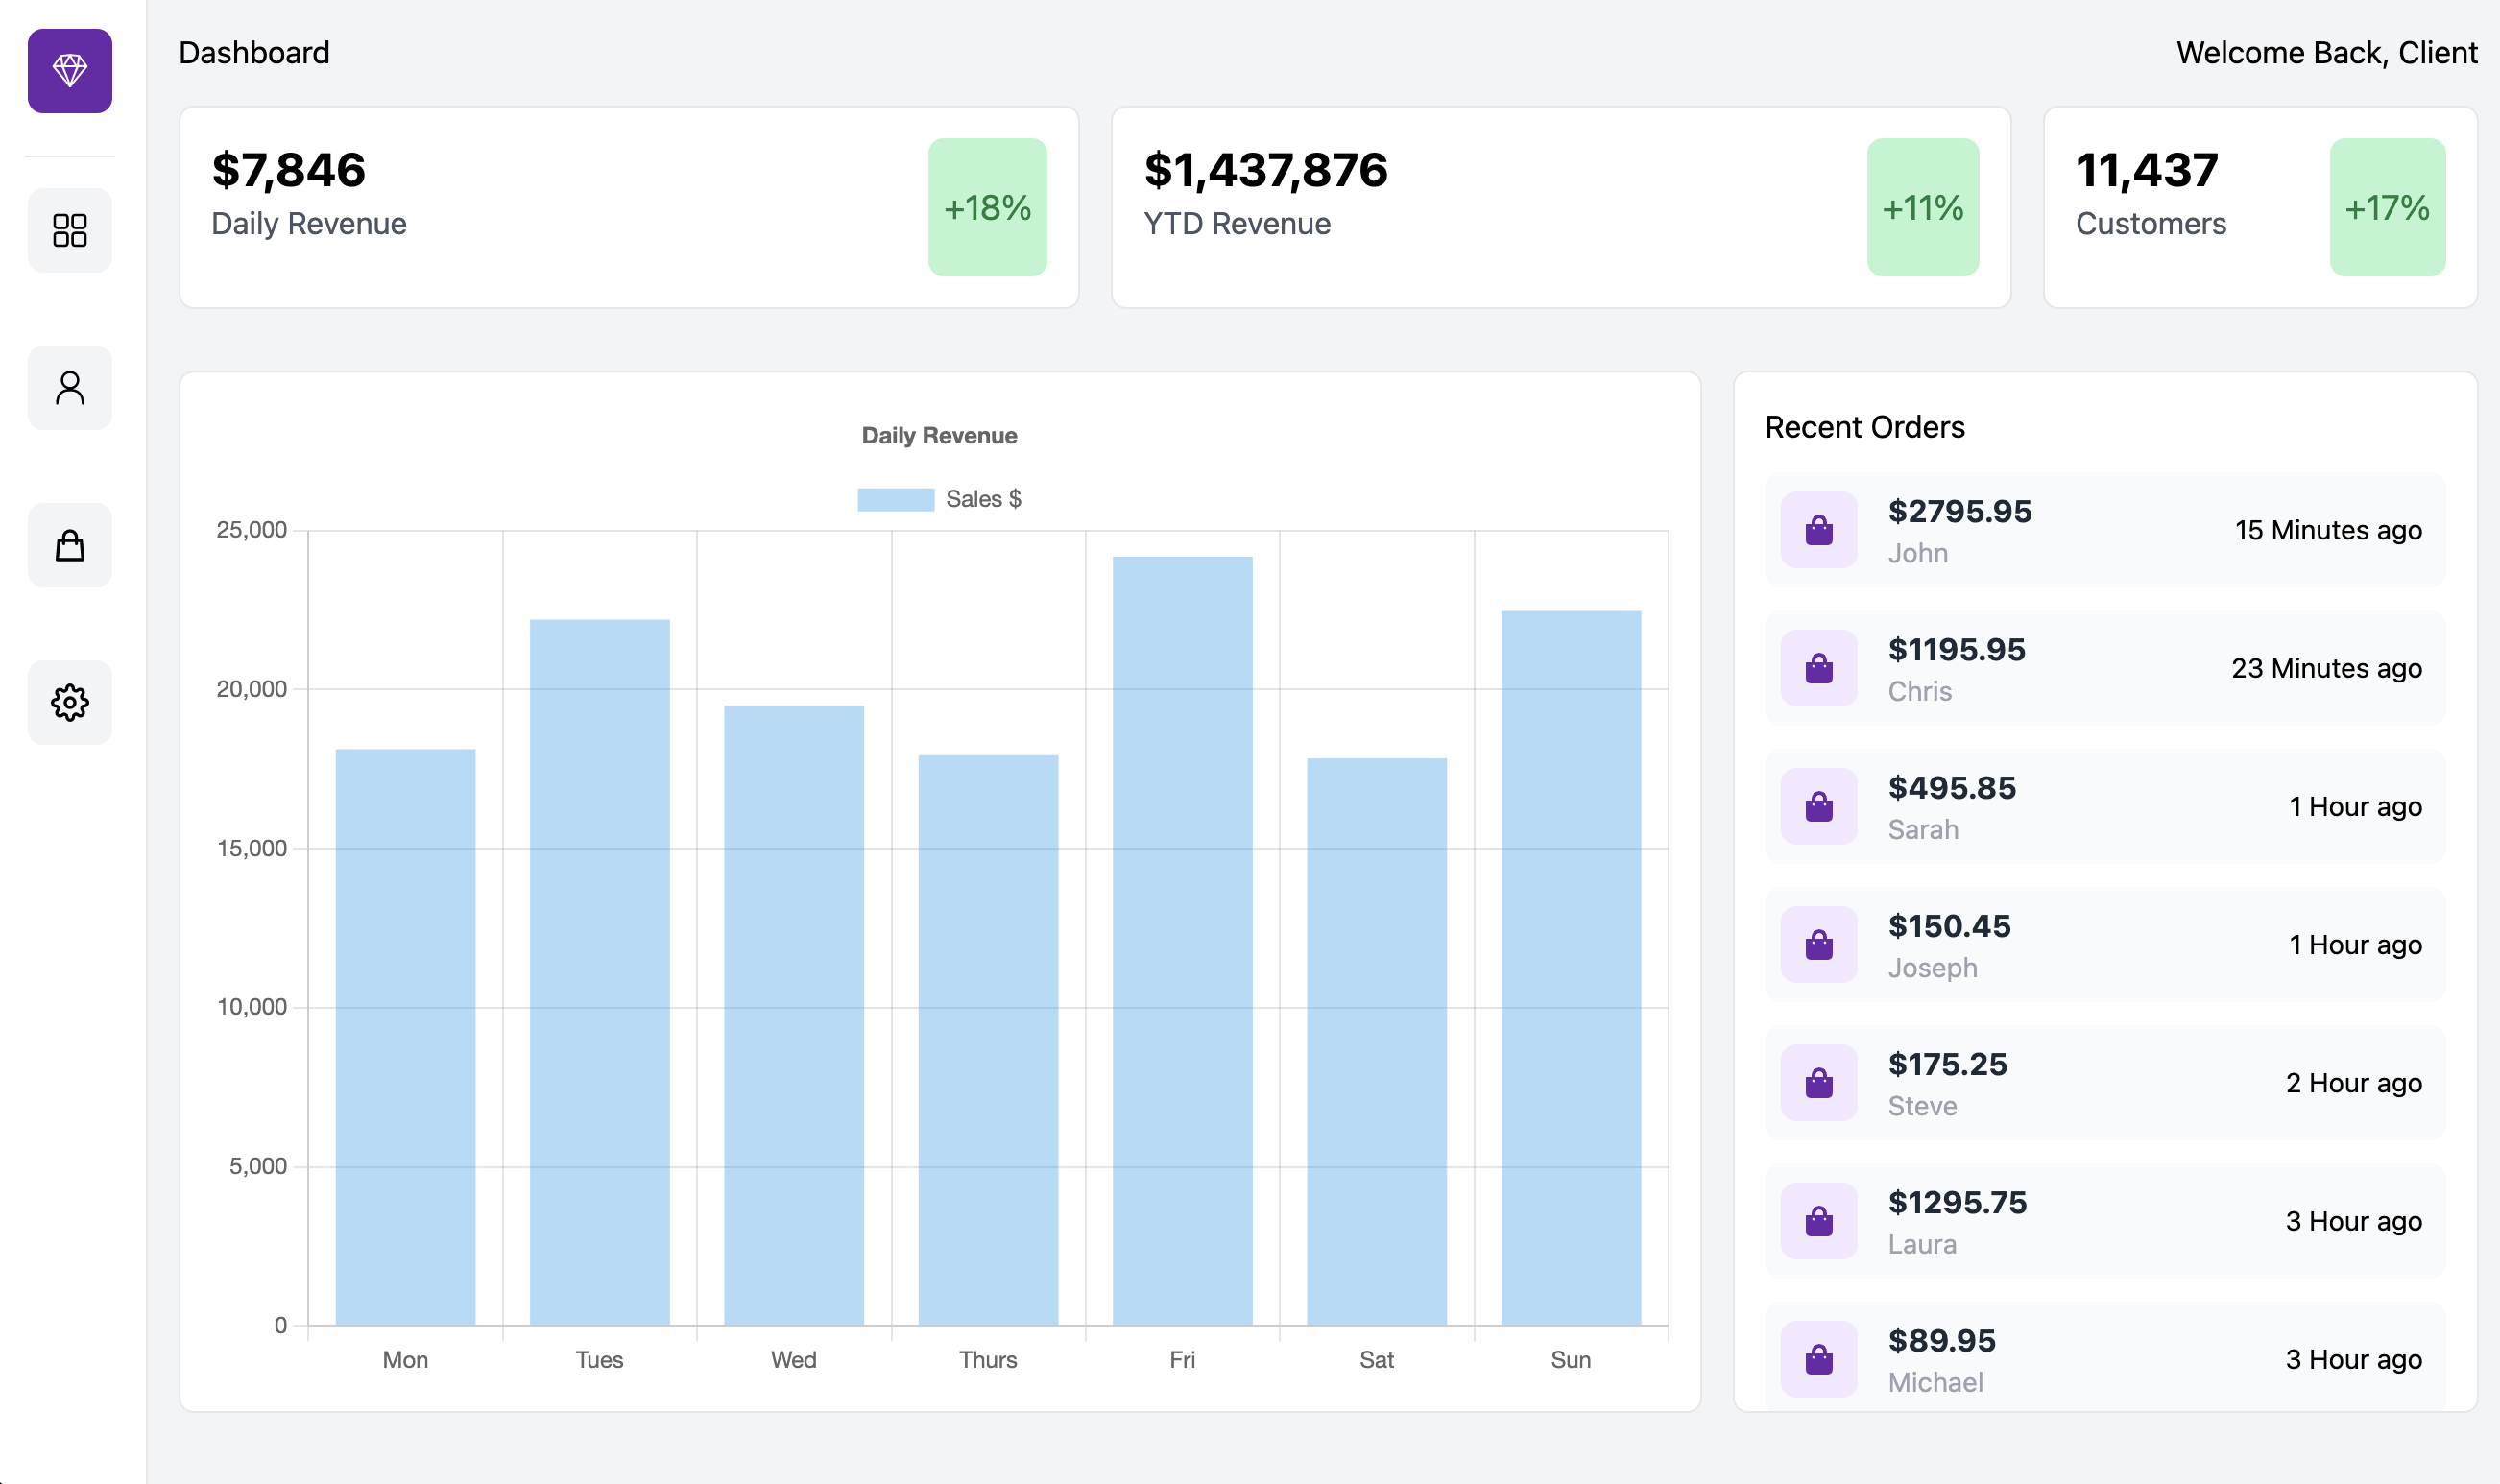 Dashboard
Welcome Back, Client
$7,846
Daily Revenue
+18%
$1,437,876
YTD Revenue
+11%
11,437
Customers
+17%
Daily Revenue
Sales $
25,000
20,000
15,000
10,000
5,000
0
Mon Tues Wed Thurs Fri Sat Sun
Recent Orders
$2795.95
John
15 Minutes ago
$1195.95
Chris
23 Minutes ago
$495.85
Sarah
1 Hour ago
$150.45
Joseph
1 Hour ago
$175.25
Steve
2 Hour ago
$1295.75
Laura
3 Hour ago
$89.95
Michael
3 Hour ago